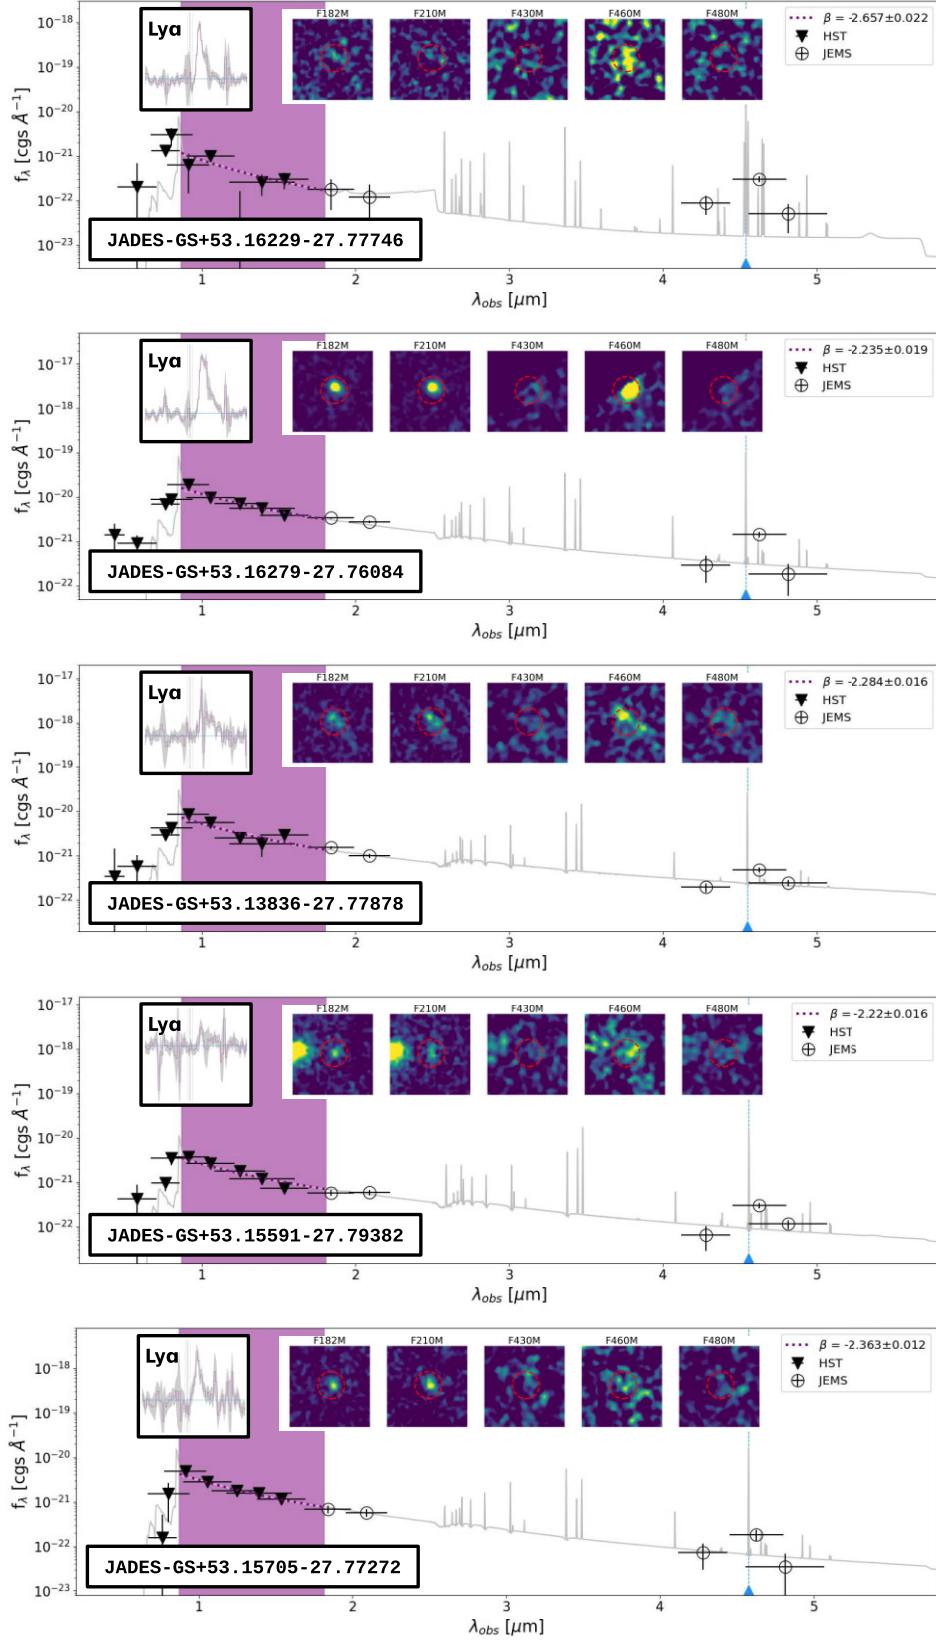 10⁻¹⁸
10⁻¹⁹
10⁻²⁰
10⁻²¹
10⁻²²
10⁻²³
f_λ [cgs Å⁻¹]
Lyα
F182M F210M F430M F460M F480M
β = -2.657±0.022
HST
JEMS
JADES-GS+53.16229-27.77746
1 2 3 4 5
λ_obs [μm]
10⁻¹⁷
10⁻¹⁸
10⁻¹⁹
10⁻²⁰
10⁻²¹
10⁻²²
f_λ [cgs Å⁻¹]
Lyα
F182M F210M F430M F460M F480M
β = -2.235±0.019
HST
JEMS
JADES-GS+53.16279-27.76084
1 2 3 4 5
λ_obs [μm]
10⁻¹⁷
10⁻¹⁸
10⁻¹⁹
10⁻²⁰
10⁻²¹
10⁻²²
f_λ [cgs Å⁻¹]
Lyα
F182M F210M F430M F460M F480M
β = -2.284±0.016
HST
JEMS
JADES-GS+53.13836-27.77878
1 2 3 4 5
λ_obs [μm]
10⁻¹⁷
10⁻¹⁸
10⁻¹⁹
10⁻²⁰
10⁻²¹
10⁻²²
f_λ [cgs Å⁻¹]
Lyα
F182M F210M F430M F460M F480M
β = -2.22±0.016
HST
JEMS
JADES-GS+53.15591-27.79382
1 2 3 4 5
λ_obs [μm]
10⁻¹⁸
10⁻¹⁹
10⁻²⁰
10⁻²¹
10⁻²²
10⁻²³
f_λ [cgs Å⁻¹]
Lyα
F182M F210M F430M F460M F480M
β = -2.363±0.012
HST
JEMS
JADES-GS+53.15705-27.77272
1 2 3 4 5
λ_obs [μm]